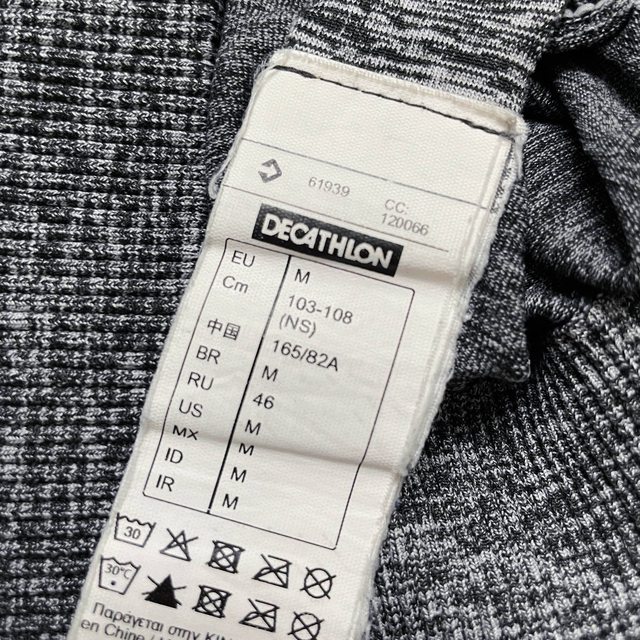 61939 CC:
120066
DECATHLON
EU M
Cm 103-108
(NS)
中国 165/82A
BR M
RU 46
US M
MX M
ID M
IR M
30
30°C
Παράγεται στην ΚΙΝ
en Chine /